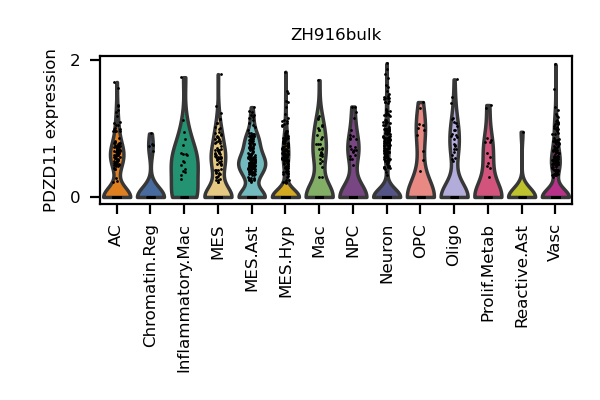 ZH916bulk
PDZD11 expression
2
0
AC
Chromatin.Reg
Inflammatory.Mac
MES
MES.Ast
MES.Hyp
Mac
NPC
Neuron
OPC
Oligo
Prolif.Metab
Reactive.Ast
Vasc